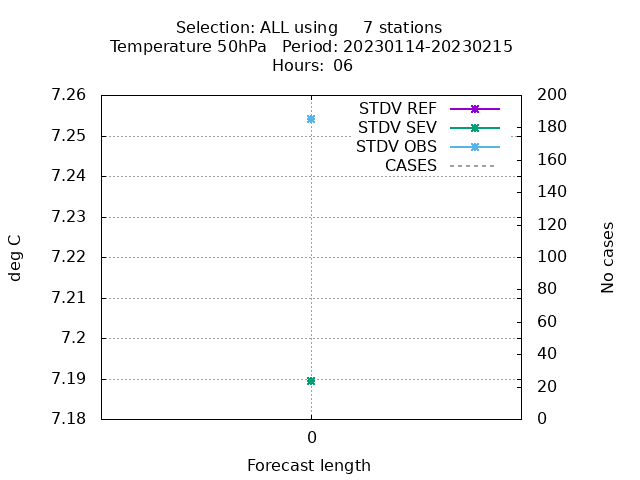 Selection: ALL using     7 stations
Temperature 50hPa   Period: 20230114-20230215
Hours:  06
7.26
7.25
7.24
7.23
7.22
7.21
7.2
7.19
7.18
deg C
STDV REF
STDV SEV
STDV OBS
CASES
200
180
160
140
120
100
80
60
40
20
0
No cases
0
Forecast length